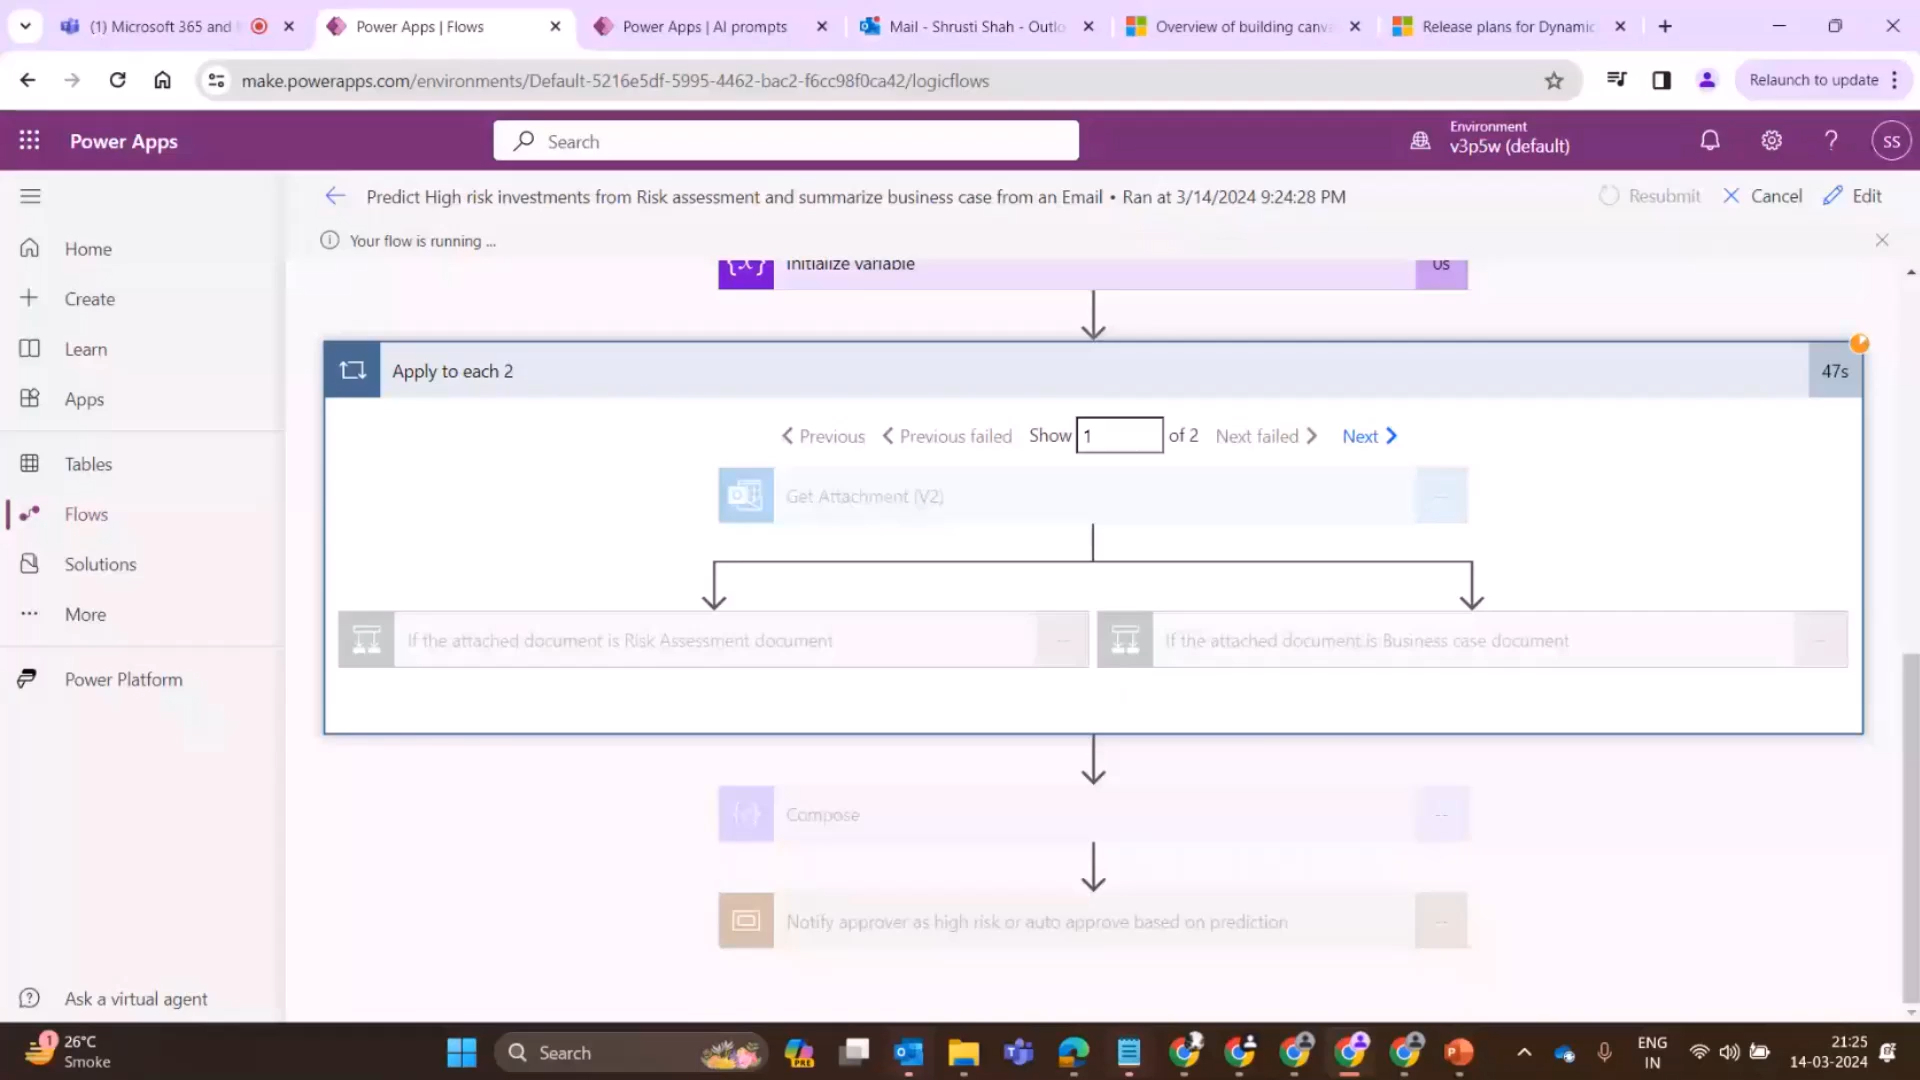 (1) Microsoft 365 and
Power Apps | Flows
Power Apps | AI prompts
Mail - Shrusti Shah - Outlo
Overview of building canv
Release plans for Dynamic
make.powerapps.com/environments/Default-5216e5df-5995-4462-bac2-f6cc98f0ca42/logicflows
Relaunch to update
Power Apps
Search
Environment
v3p5w (default)
SS
Predict High risk investments from Risk assessment and summarize business case from an Email • Ran at 3/14/2024 9:24:28 PM
Resubmit
Cancel
Edit
Your flow is running ...
Home
Create
Learn
Apps
Tables
Flows
Solutions
More
Power Platform
Ask a virtual agent
Initialize variable
0s
Apply to each 2
47s
Previous
Previous failed
Show
1
of 2
Next failed
Next
Get Attachment (V2)
--
If the attached document is Risk Assessment document
--
If the attached document is Business case document
--
Compose
--
Notify approver as high risk or auto approve based on prediction
--
1
26°C
Smoke
Search
PRE
ENG
IN
21:25
14-03-2024